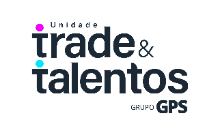 Unidade
trade &
talentos
GRUPO GPS